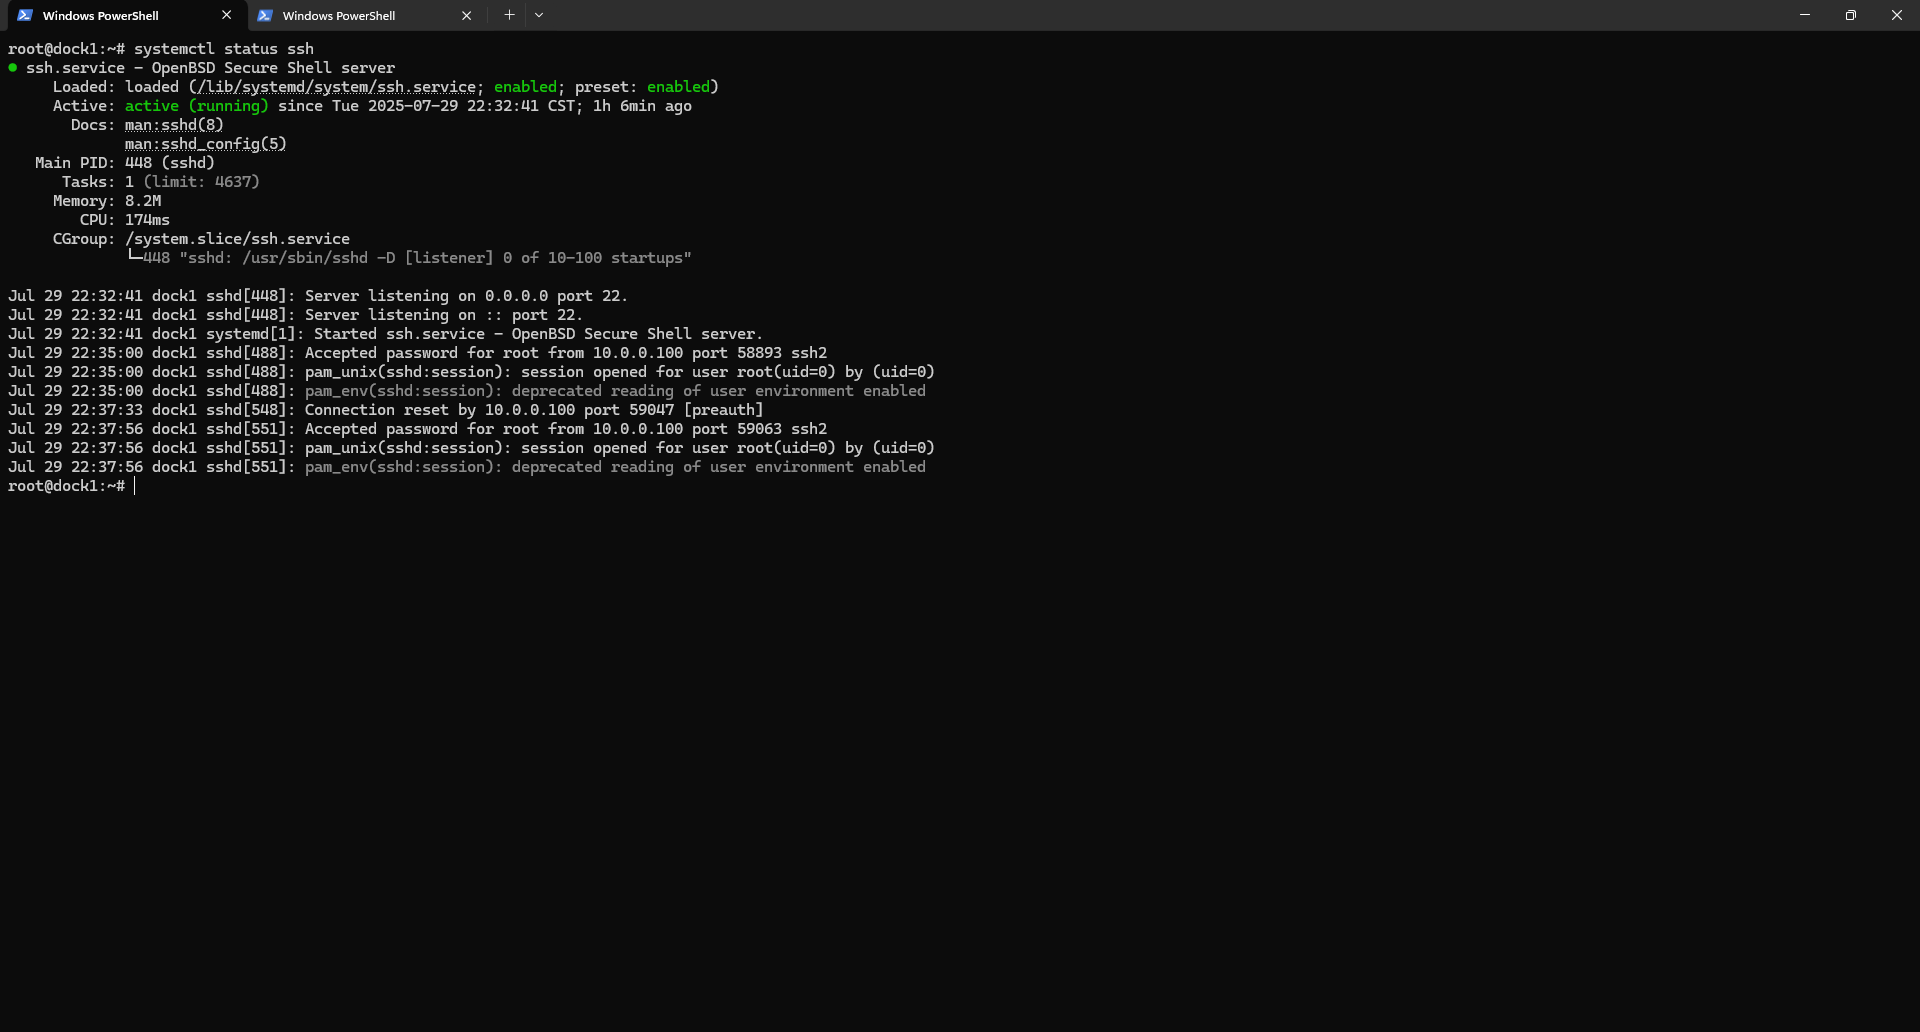 Windows PowerShell
Windows PowerShell
root@dock1:~# systemctl status ssh
● ssh.service - OpenBSD Secure Shell server
     Loaded: loaded (/lib/systemd/system/ssh.service; enabled; preset: enabled)
     Active: active (running) since Tue 2025-07-29 22:32:41 CST; 1h 6min ago
       Docs: man:sshd(8)
             man:sshd_config(5)
   Main PID: 448 (sshd)
      Tasks: 1 (limit: 4637)
     Memory: 8.2M
        CPU: 174ms
     CGroup: /system.slice/ssh.service
             └─448 "sshd: /usr/sbin/sshd -D [listener] 0 of 10-100 startups"
Jul 29 22:32:41 dock1 sshd[448]: Server listening on 0.0.0.0 port 22.
Jul 29 22:32:41 dock1 sshd[448]: Server listening on :: port 22.
Jul 29 22:32:41 dock1 systemd[1]: Started ssh.service - OpenBSD Secure Shell server.
Jul 29 22:35:00 dock1 sshd[488]: Accepted password for root from 10.0.0.100 port 58893 ssh2
Jul 29 22:35:00 dock1 sshd[488]: pam_unix(sshd:session): session opened for user root(uid=0) by (uid=0)
Jul 29 22:35:00 dock1 sshd[488]: pam_env(sshd:session): deprecated reading of user environment enabled
Jul 29 22:37:33 dock1 sshd[548]: Connection reset by 10.0.0.100 port 59047 [preauth]
Jul 29 22:37:56 dock1 sshd[551]: Accepted password for root from 10.0.0.100 port 59063 ssh2
Jul 29 22:37:56 dock1 sshd[551]: pam_unix(sshd:session): session opened for user root(uid=0) by (uid=0)
Jul 29 22:37:56 dock1 sshd[551]: pam_env(sshd:session): deprecated reading of user environment enabled
root@dock1:~#